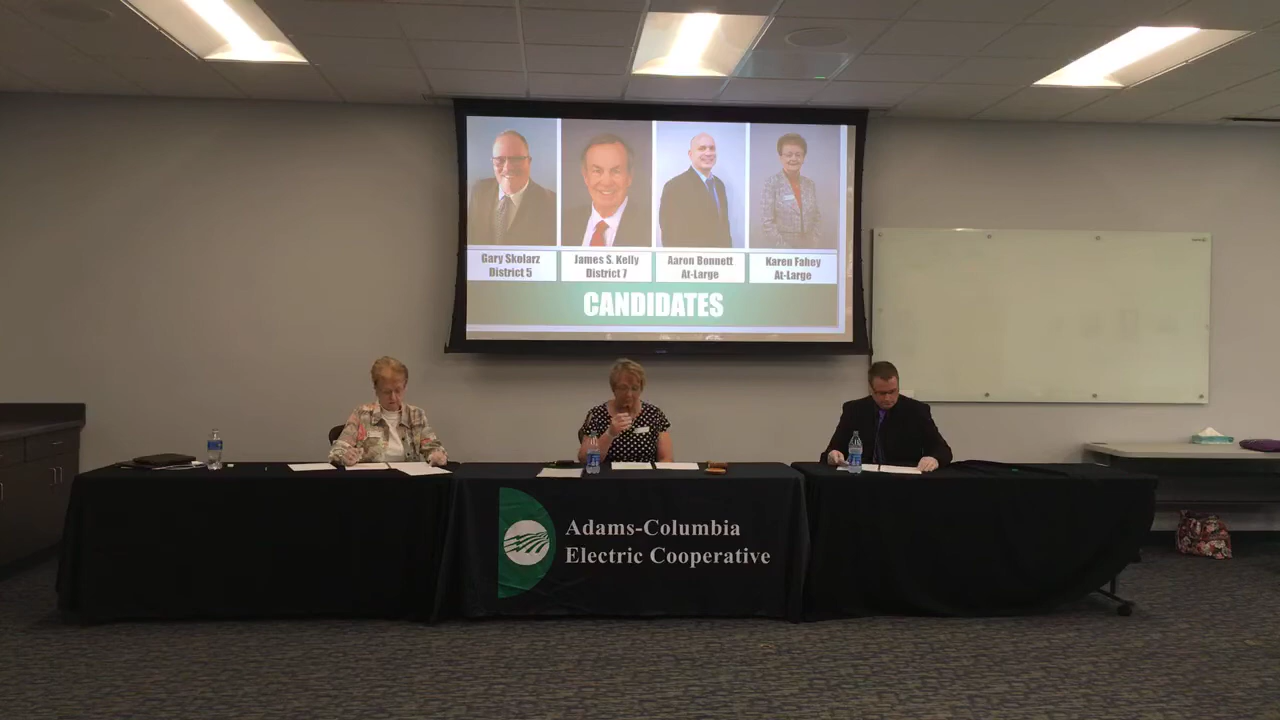 Gary Skolarz
District 5
James S. Kelly
District 7
Aaron Bonnett
At-Large
Karen Fahey
At-Large
CANDIDATES
Adams-Columbia
Electric Cooperative